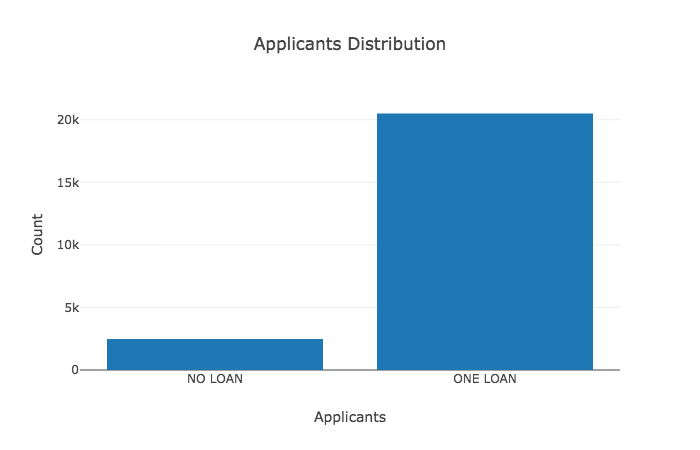 Applicants Distribution
20k
15k
10k
5k
0
Count
NO LOAN
ONE LOAN
Applicants